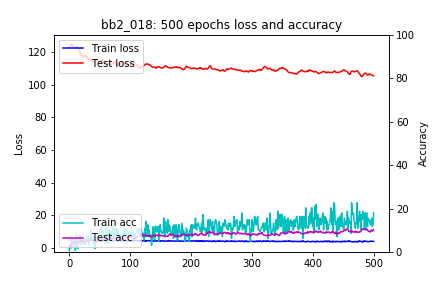 bb2_018: 500 epochs loss and accuracy
Train loss
Test loss
Train acc
Test acc
Loss
Accuracy
0
20
40
60
80
100
120
0
20
40
60
80
100
0
100
200
300
400
500